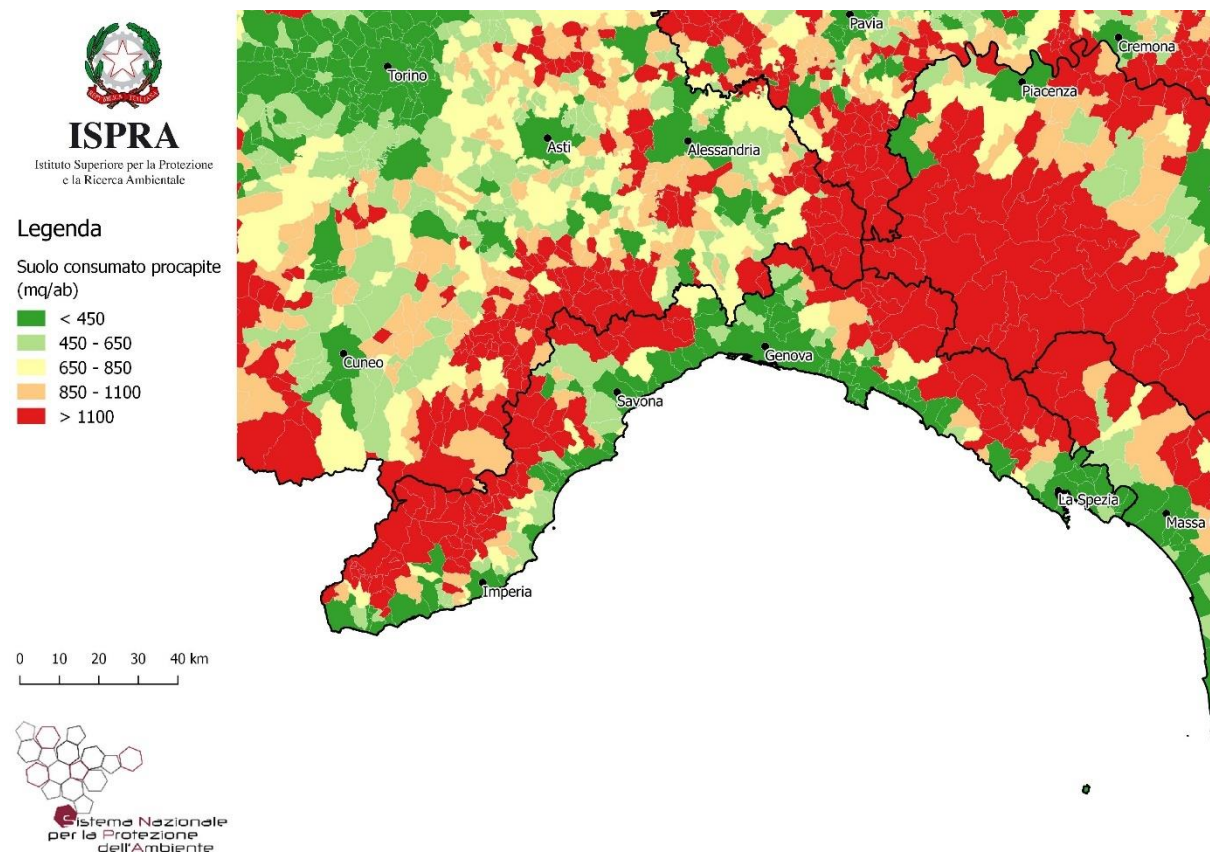 ISPRA
Istituto Superiore per la Protezione
e la Ricerca Ambientale
Legenda
Suolo consumato procapite
(mq/ab)
< 450
450 - 650
650 - 850
850 - 1100
> 1100
0 10 20 30 40 km
Sistema Nazionale
per la Protezione
dell'Ambiente
Pavia
Cremona
Torino
Piacenza
Asti
Alessandria
Cuneo
Genova
Savona
La Spezia
Massa
Imperia